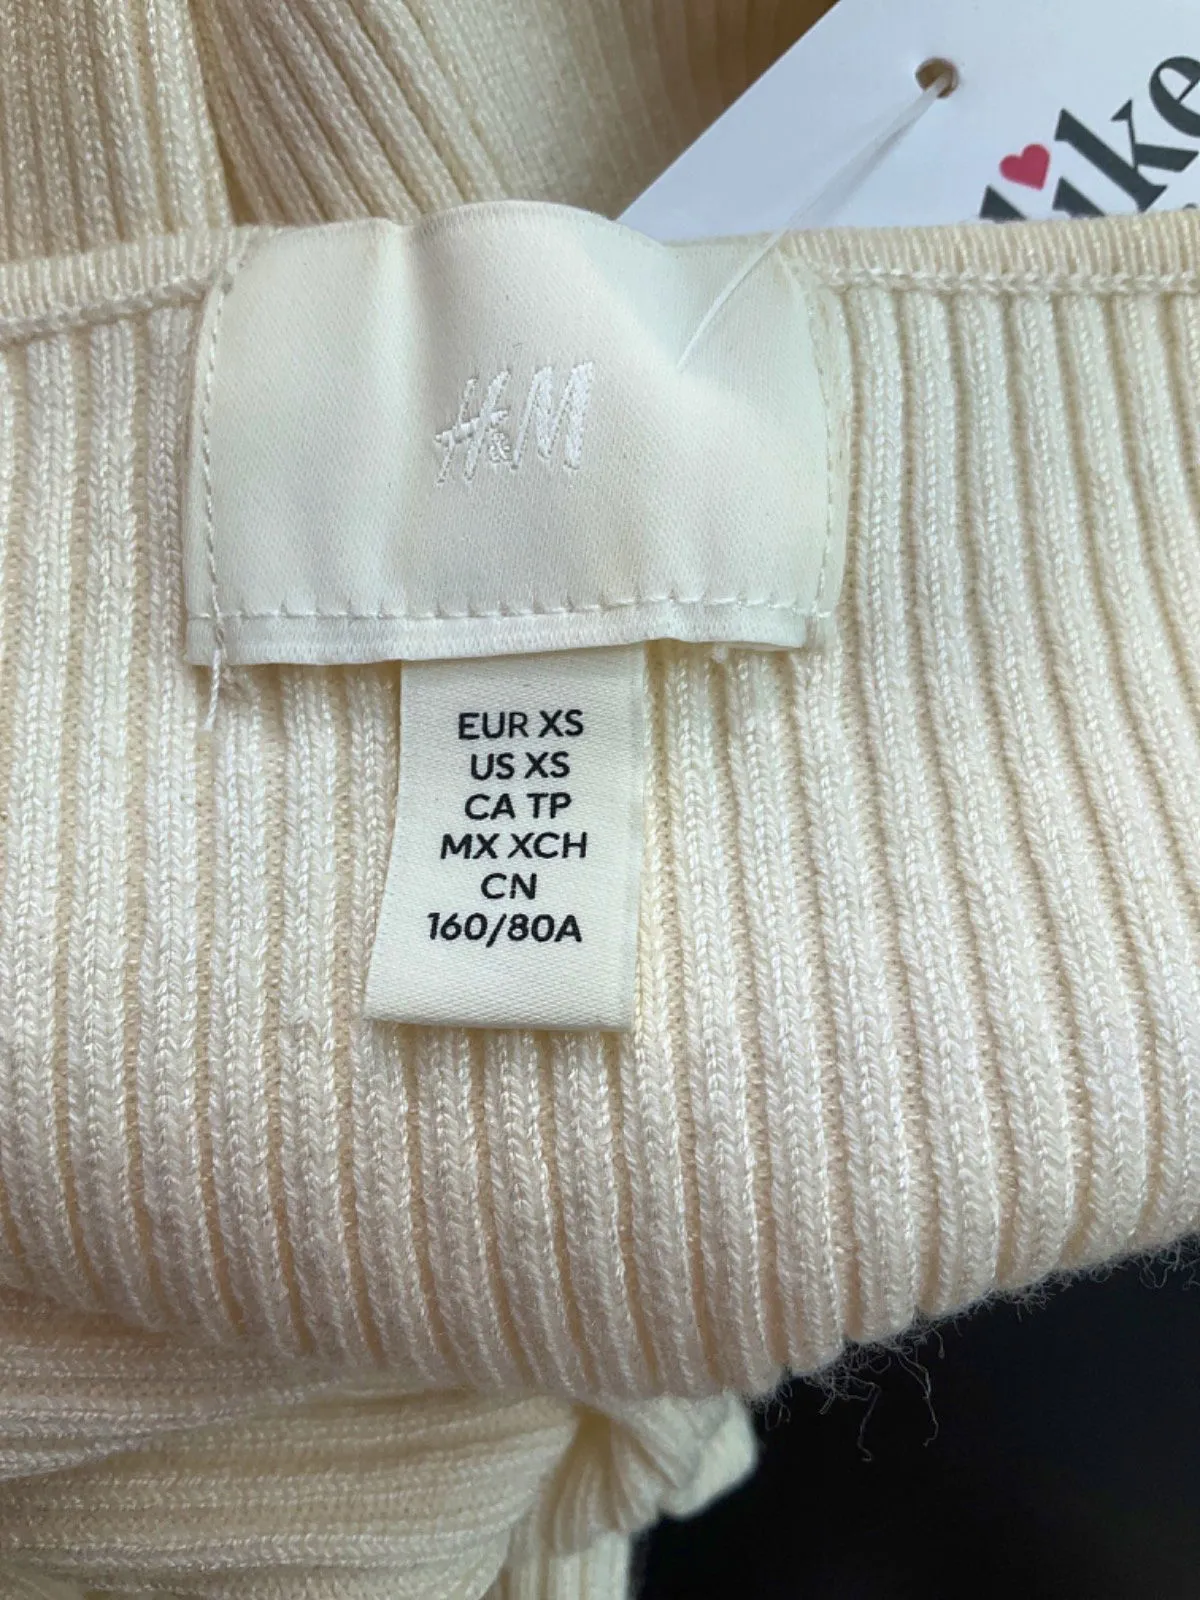 H&M
EUR XS
US XS
CA TP
MX XCH
CN
160/80A